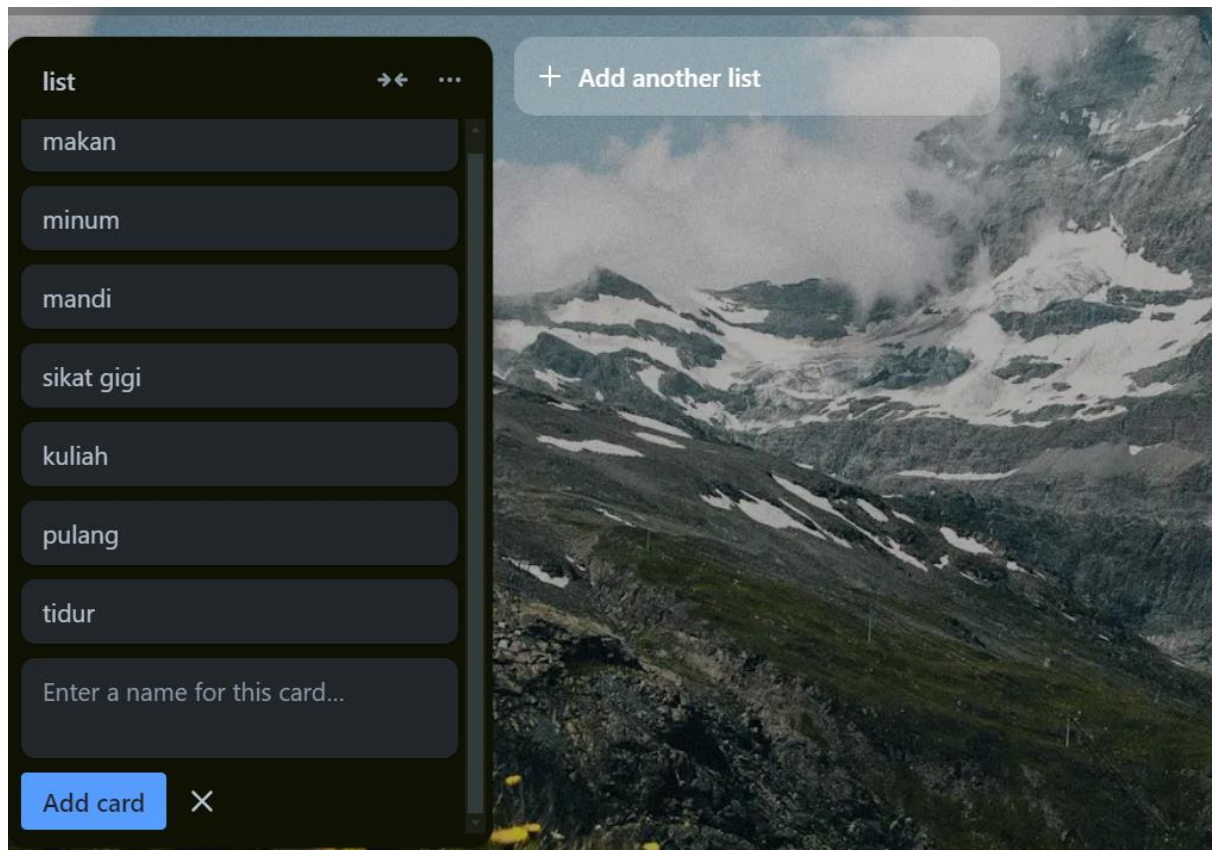 list
Add another list
makan
minum
mandi
sikat gigi
kuliah
pulang
tidur
Enter a name for this card...
Add card